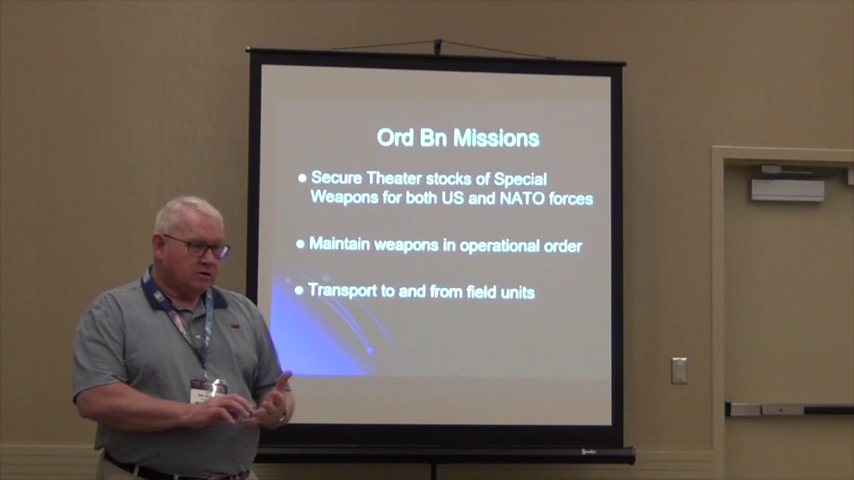 Ord Bn Missions
Secure Theater stocks of Special
Weapons for both US and NATO forces
Maintain weapons in operational order
Transport to and from field units